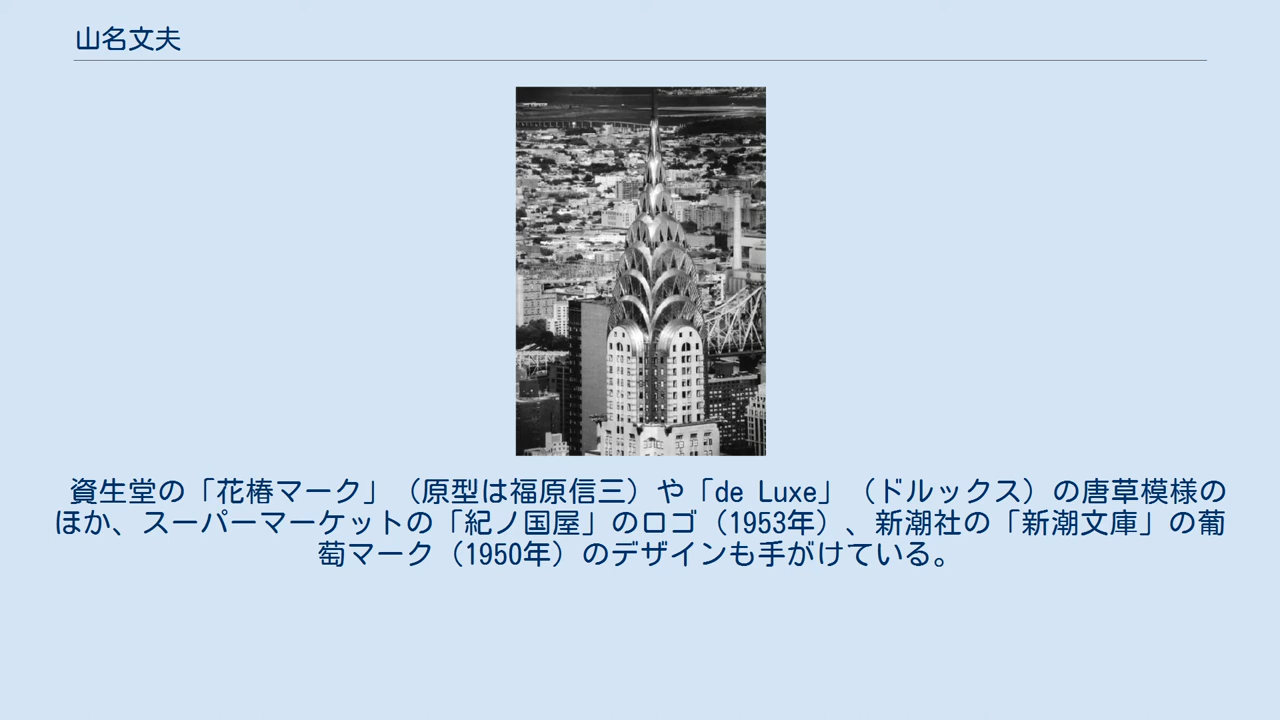 山名文夫
資生堂の「花椿マーク」（原型は福原信三）や「de Luxe」（ドルックス）の唐草模様の
ほか、スーパーマーケットの「紀ノ国屋」のロゴ（1953年）、新潮社の「新潮文庫」の葡
萄マーク（1950年）のデザインも手がけている。